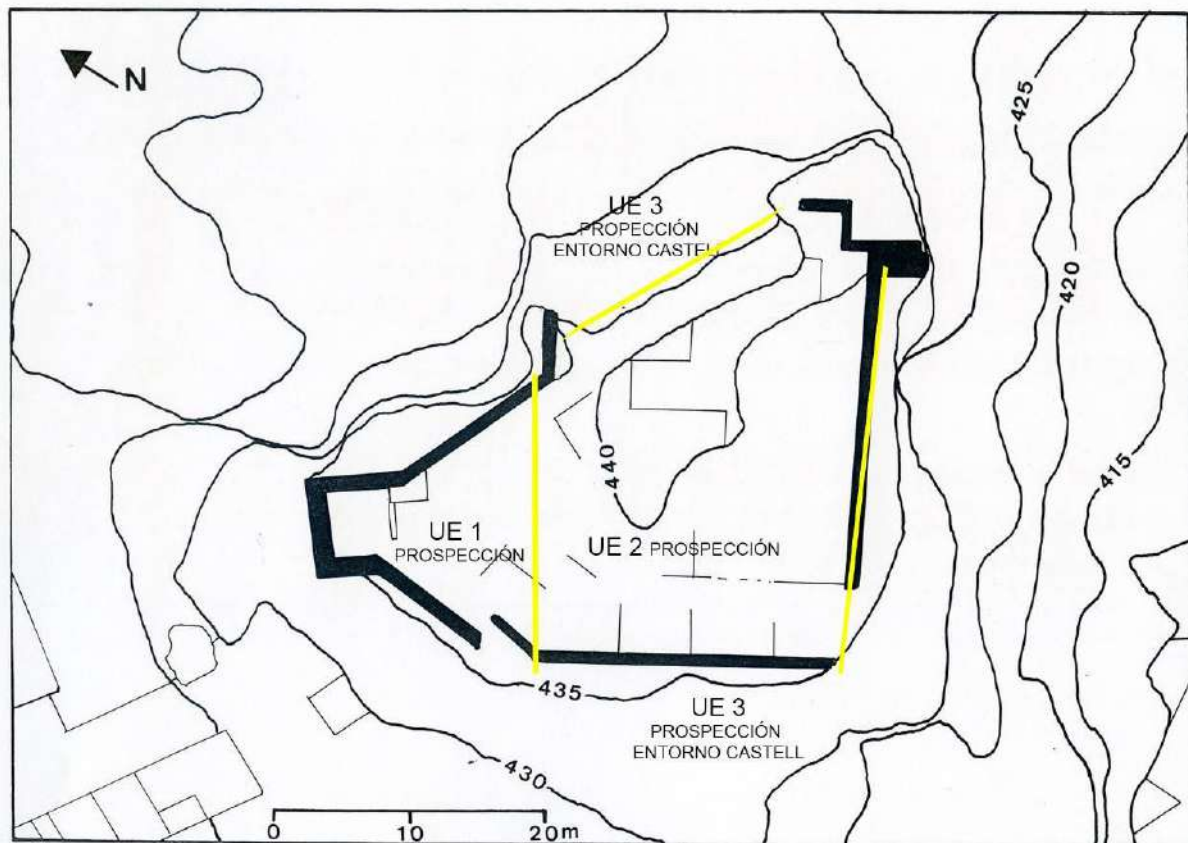 N
425
UE 3
PROPECCIÓN
ENTORNO CASTELL
420
415
440
UE 1
PROSPECCIÓN
UE 2 PROSPECCIÓN
435
UE 3
PROSPECCIÓN
ENTORNO CASTELL
430
0 10 20m